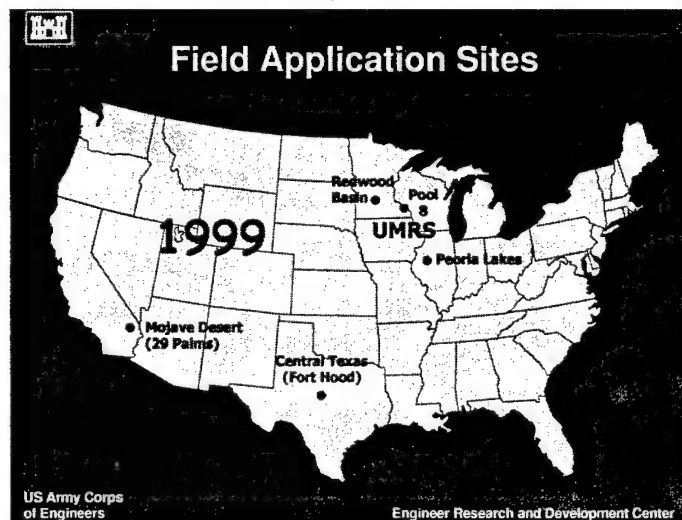 Field Application Sites
Redwood
Basin
Pool
8
UMRS
1999
Peoria Lakes
Mojave Desert
(29 Palms)
Central Texas
(Fort Hood)
US Army Corps
of Engineers
Engineer Research and Development Center